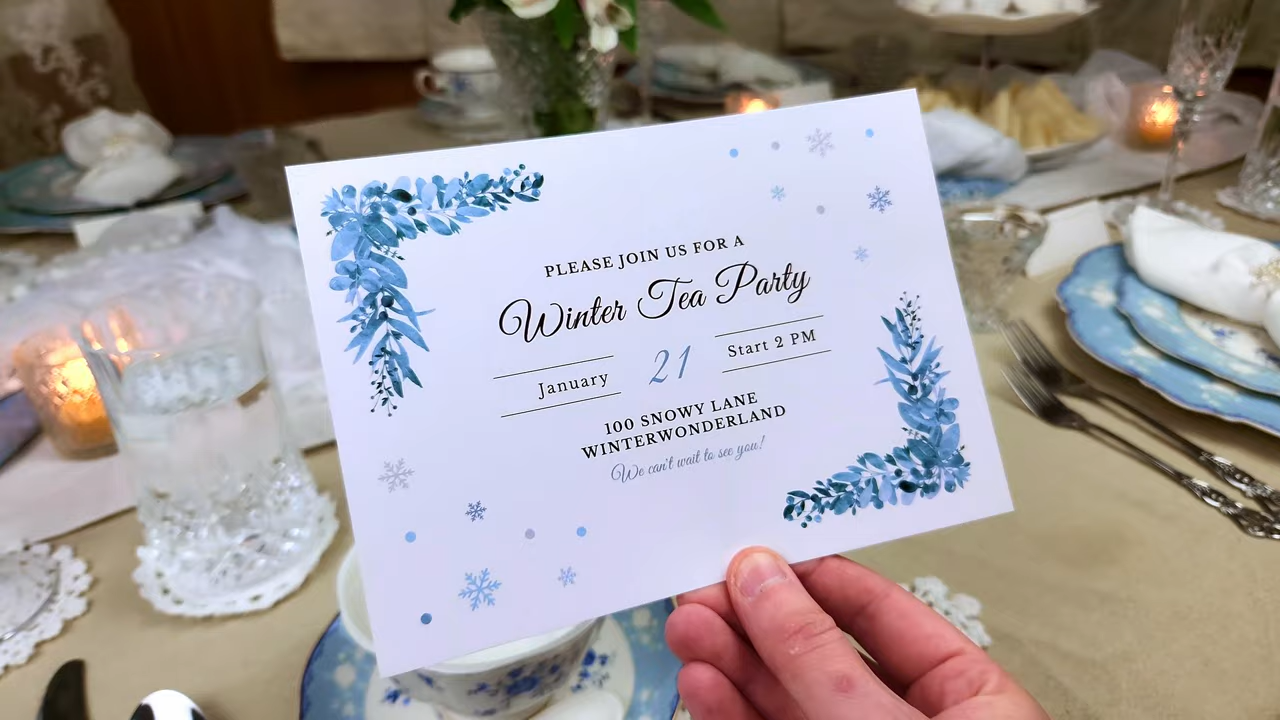 PLEASE JOIN US FOR A
Winter Tea Party
January 21 Start 2 PM
100 SNOWY LANE
WINTERWONDERLAND
We can't wait to see you!